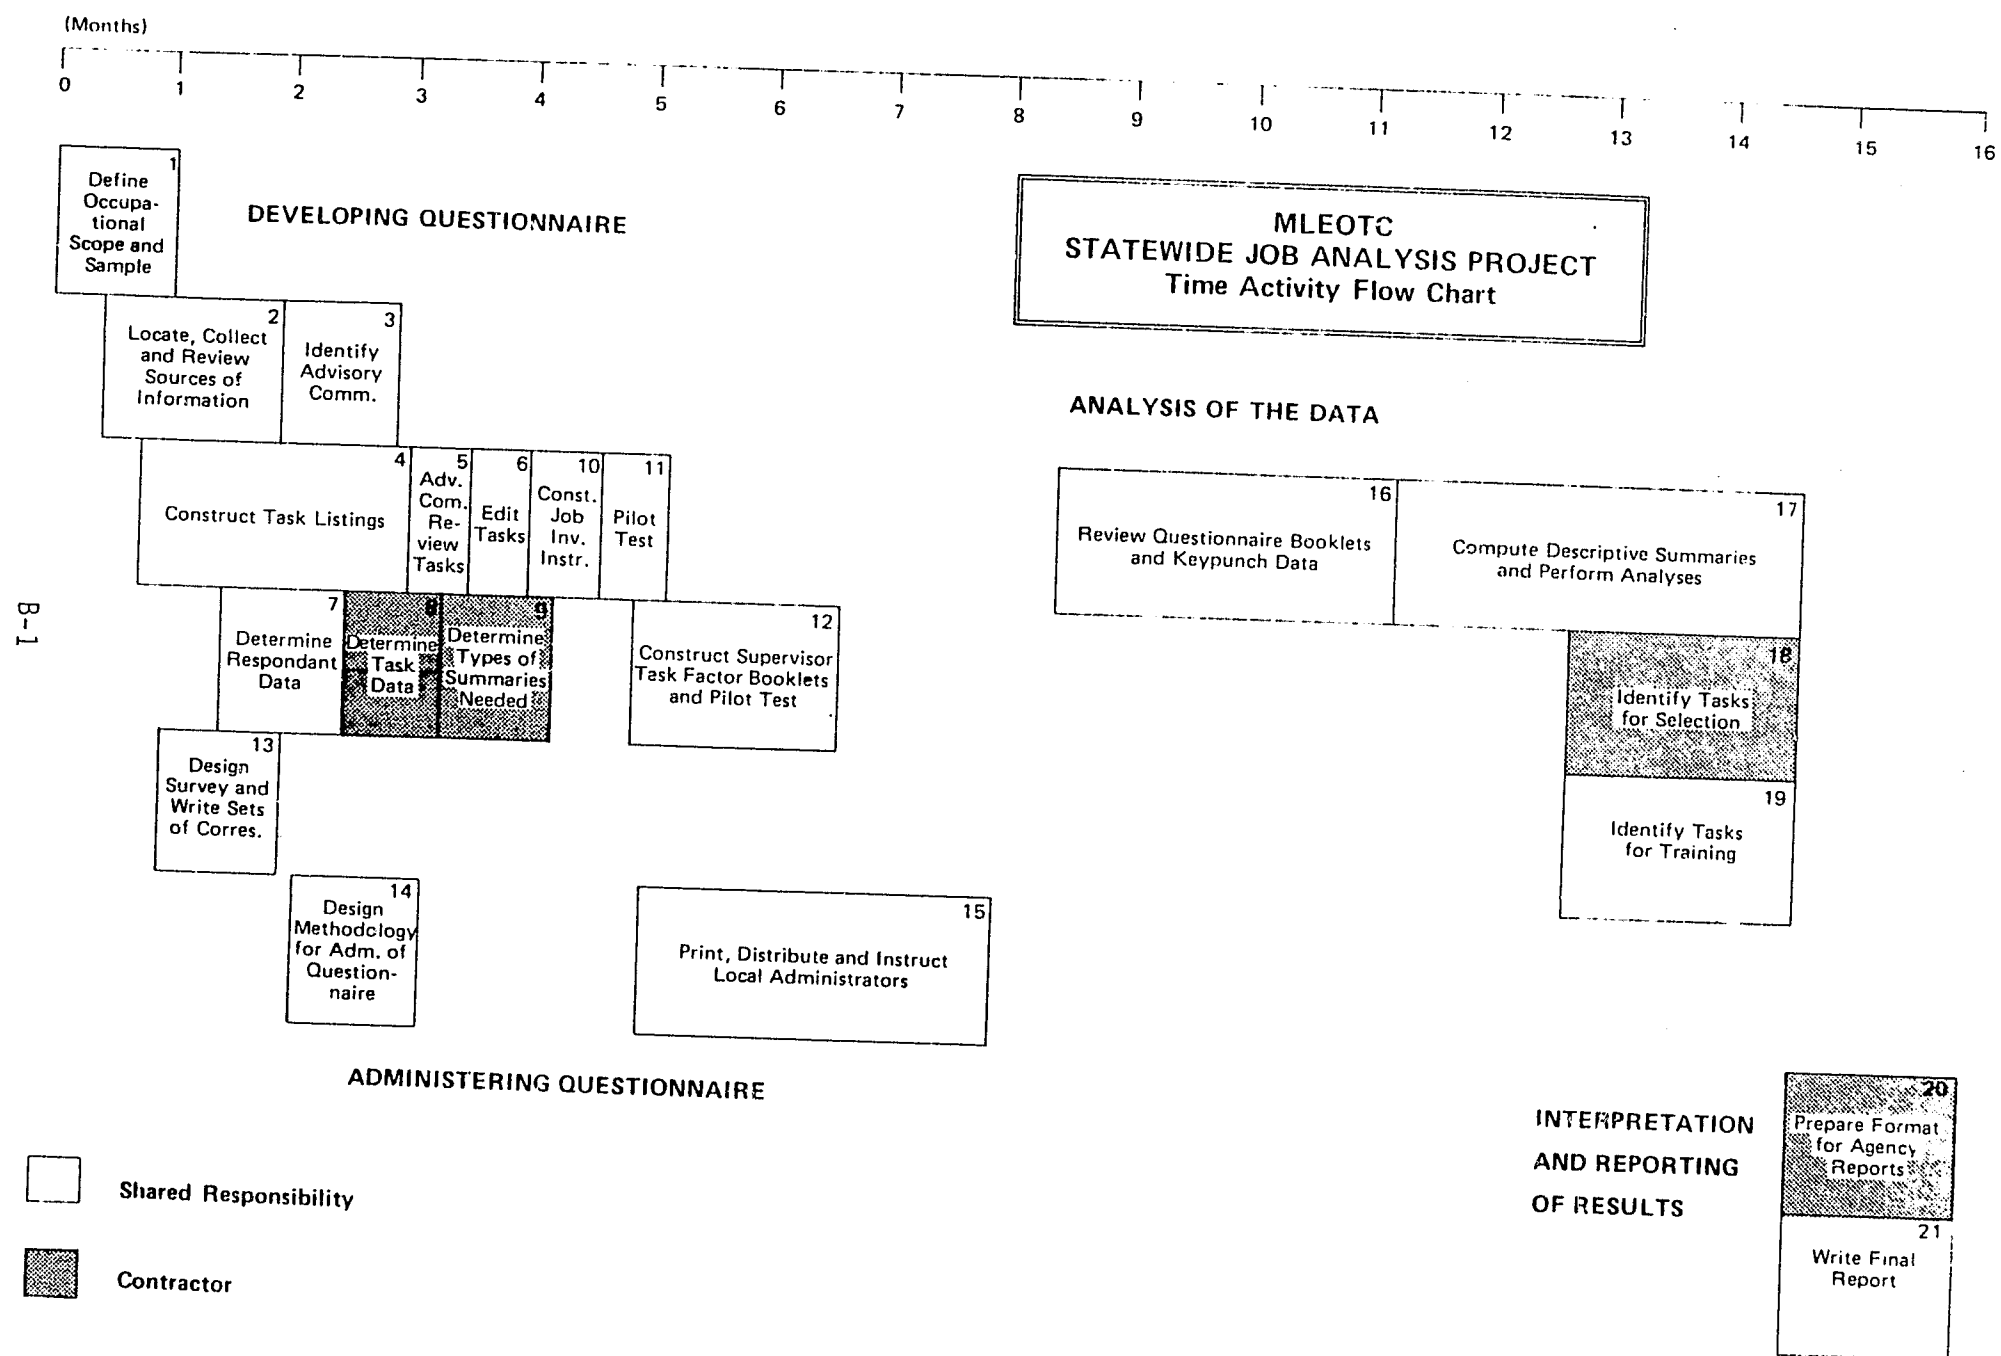 (Months)
0 1 2 3 4 5 6 7 8 9 10 11 12 13 14 15 16
1
Define
Occupa-
tional
Scope and
Sample
DEVELOPING QUESTIONNAIRE
MLEOTC
STATEWIDE JOB ANALYSIS PROJECT
Time Activity Flow Chart
2
Locate, Collect
and Review
Sources of
Information
3
Identify
Advisory
Comm.
ANALYSIS OF THE DATA
4
Construct Task Listings
5
Adv.
Com.
Re-
view
Tasks
6
Edit
Tasks
10
Const.
Job
Inv.
Instr.
11
Pilot
Test
16
Review Questionnaire Booklets
and Keypunch Data
17
Compute Descriptive Summaries
and Perform Analyses
B-1
7
Determine
Respondant
Data
8
Determine
Task
Data
9
Determine
Types of
Summaries
Needed
12
Construct Supervisor
Task Factor Booklets
and Pilot Test
18
Identify Tasks
for Selection
13
Design
Survey and
Write Sets
of Corres.
19
Identify Tasks
for Training
14
Design
Methodology
for Adm. of
Question-
naire
15
Print, Distribute and Instruct
Local Administrators
ADMINISTERING QUESTIONNAIRE
INTERPRETATION
AND REPORTING
OF RESULTS
20
Prepare Format
for Agency
Reports
21
Write Final
Report
Shared Responsibility
Contractor